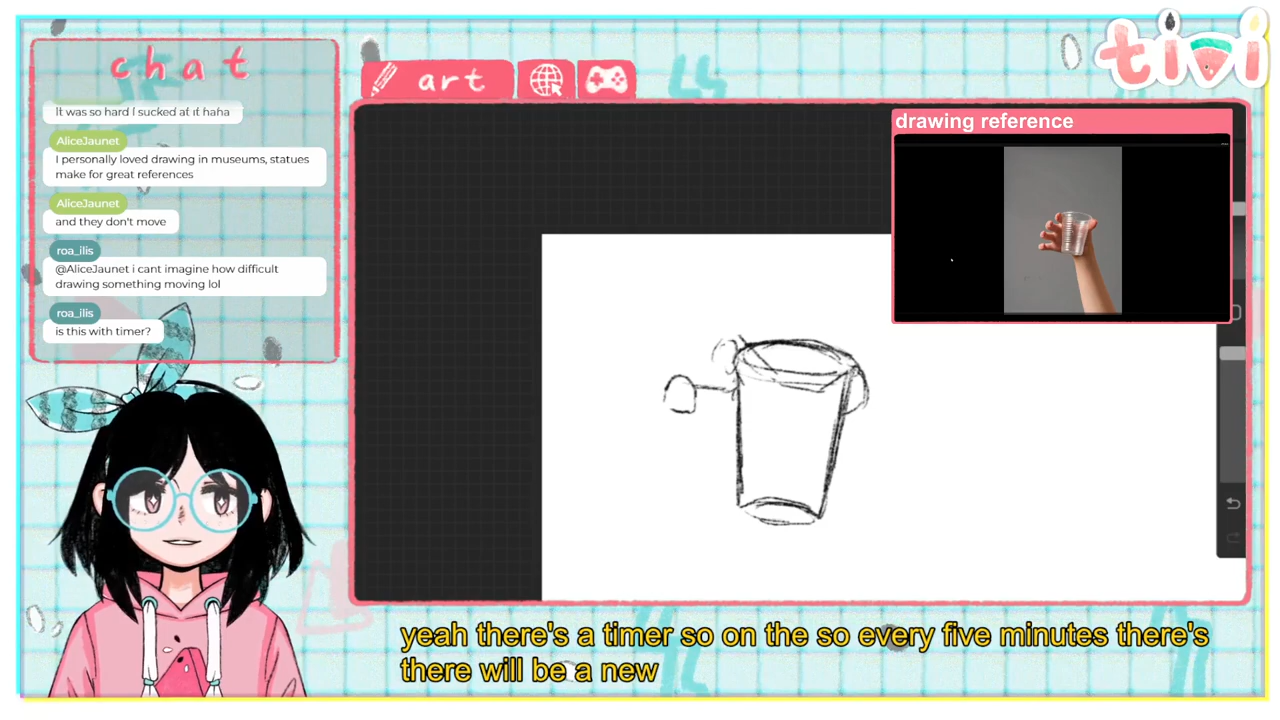 chat
It was so hard I sucked at it haha
AliceJaunet
I personally loved drawing in museums, statues
make for great references
AliceJaunet
and they don't move
roa_ilis
@AliceJaunet i cant imagine how difficult
drawing something moving lol
roa_ilis
is this with timer?
art
tivi
drawing reference
yeah there's a timer so on the so every five minutes there's
there will be a new